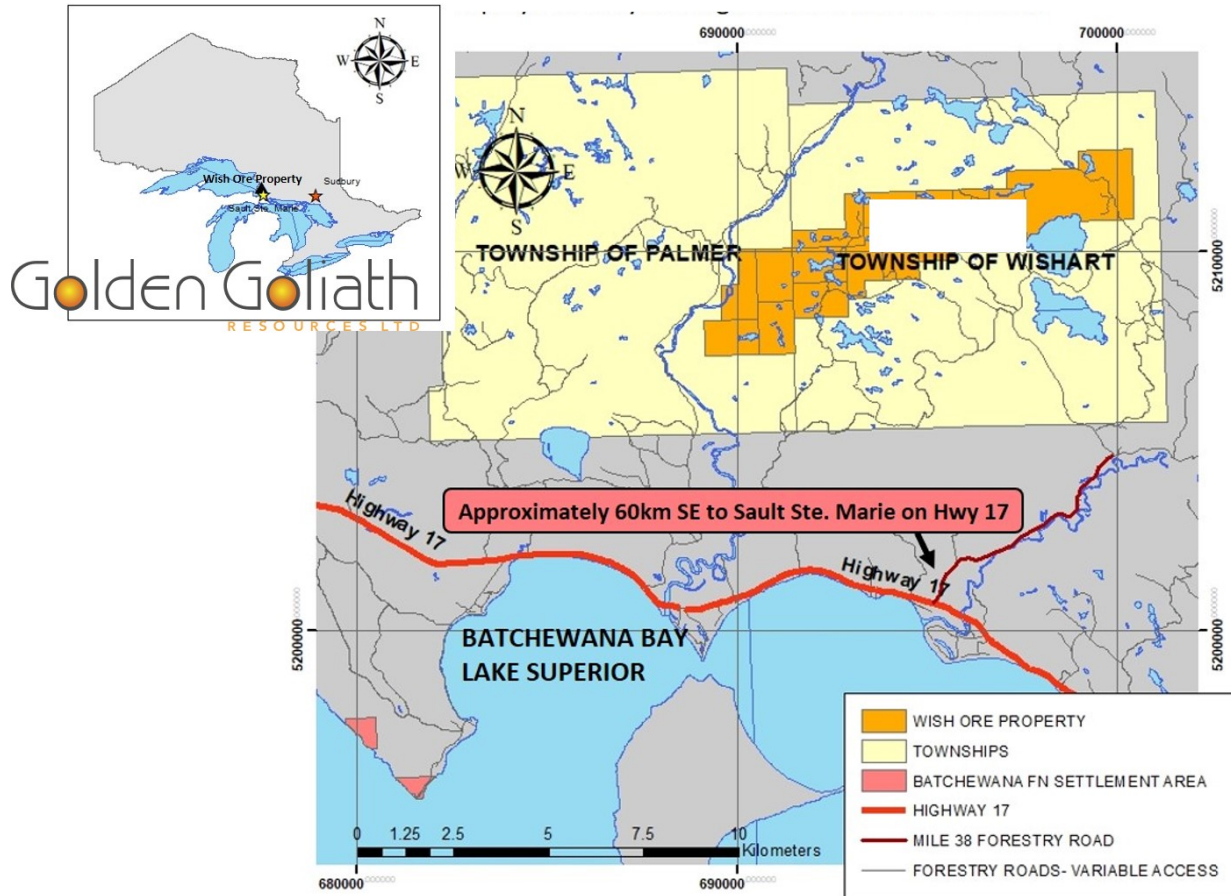 N
W
E
S
Wish Ore Property
Sudbury
Sault Ste. Marie
Golden Goliath
RESOURCES LTD
690000
700000
N
W
E
S
TOWNSHIP OF PALMER
TOWNSHIP OF WISHART
5210000
Highway 17
Approximately 60km SE to Sault Ste. Marie on Hwy 17
Highway 17
5200000
5200000
BATCHEWANA BAY
LAKE SUPERIOR
WISH ORE PROPERTY
TOWNSHIPS
BATCHEWANA FN SETTLEMENT AREA
HIGHWAY 17
MILE 38 FORESTRY ROAD
FORESTRY ROADS- VARIABLE ACCESS
0 1.25 2.5 5 7.5 10
Kilometers
680000
690000